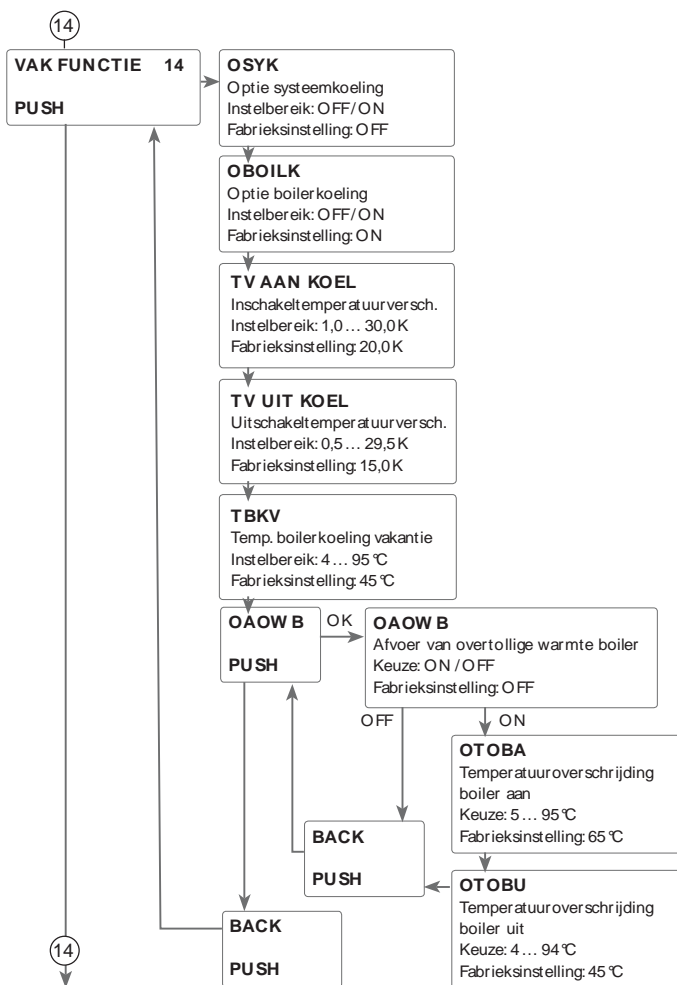 14
VAK FUNCTIE 14
PUSH
OSYK
Optie systeemkoeling
Instelbereik: OFF/ON
Fabrieksinstelling: OFF
OBOILK
Optie boilerkoeling
Instelbereik: OFF/ON
Fabrieksinstelling: ON
TV AAN KOEL
Inschakeltemperatuurversch.
Instelbereik: 1,0 … 30,0 K
Fabrieksinstelling: 20,0 K
TV UIT KOEL
Uitschakeltemperatuurversch.
Instelbereik: 0,5 … 29,5 K
Fabrieksinstelling: 15,0 K
TBKV
Temp. boilerkoeling vakantie
Instelbereik: 4 … 95 °C
Fabrieksinstelling: 45 °C
OAOW B
PUSH
OK
OAOW B
Afvoer van overtollige warmte boiler
Keuze: ON / OFF
Fabrieksinstelling: OFF
OFF
ON
OTOBA
Temperatuuroverschrijding
boiler aan
Keuze: 5 … 95 °C
Fabrieksinstelling: 65 °C
BACK
PUSH
OTOBU
Temperatuuroverschrijding
boiler uit
Keuze: 4 … 94 °C
Fabrieksinstelling: 45 °C
BACK
PUSH
14